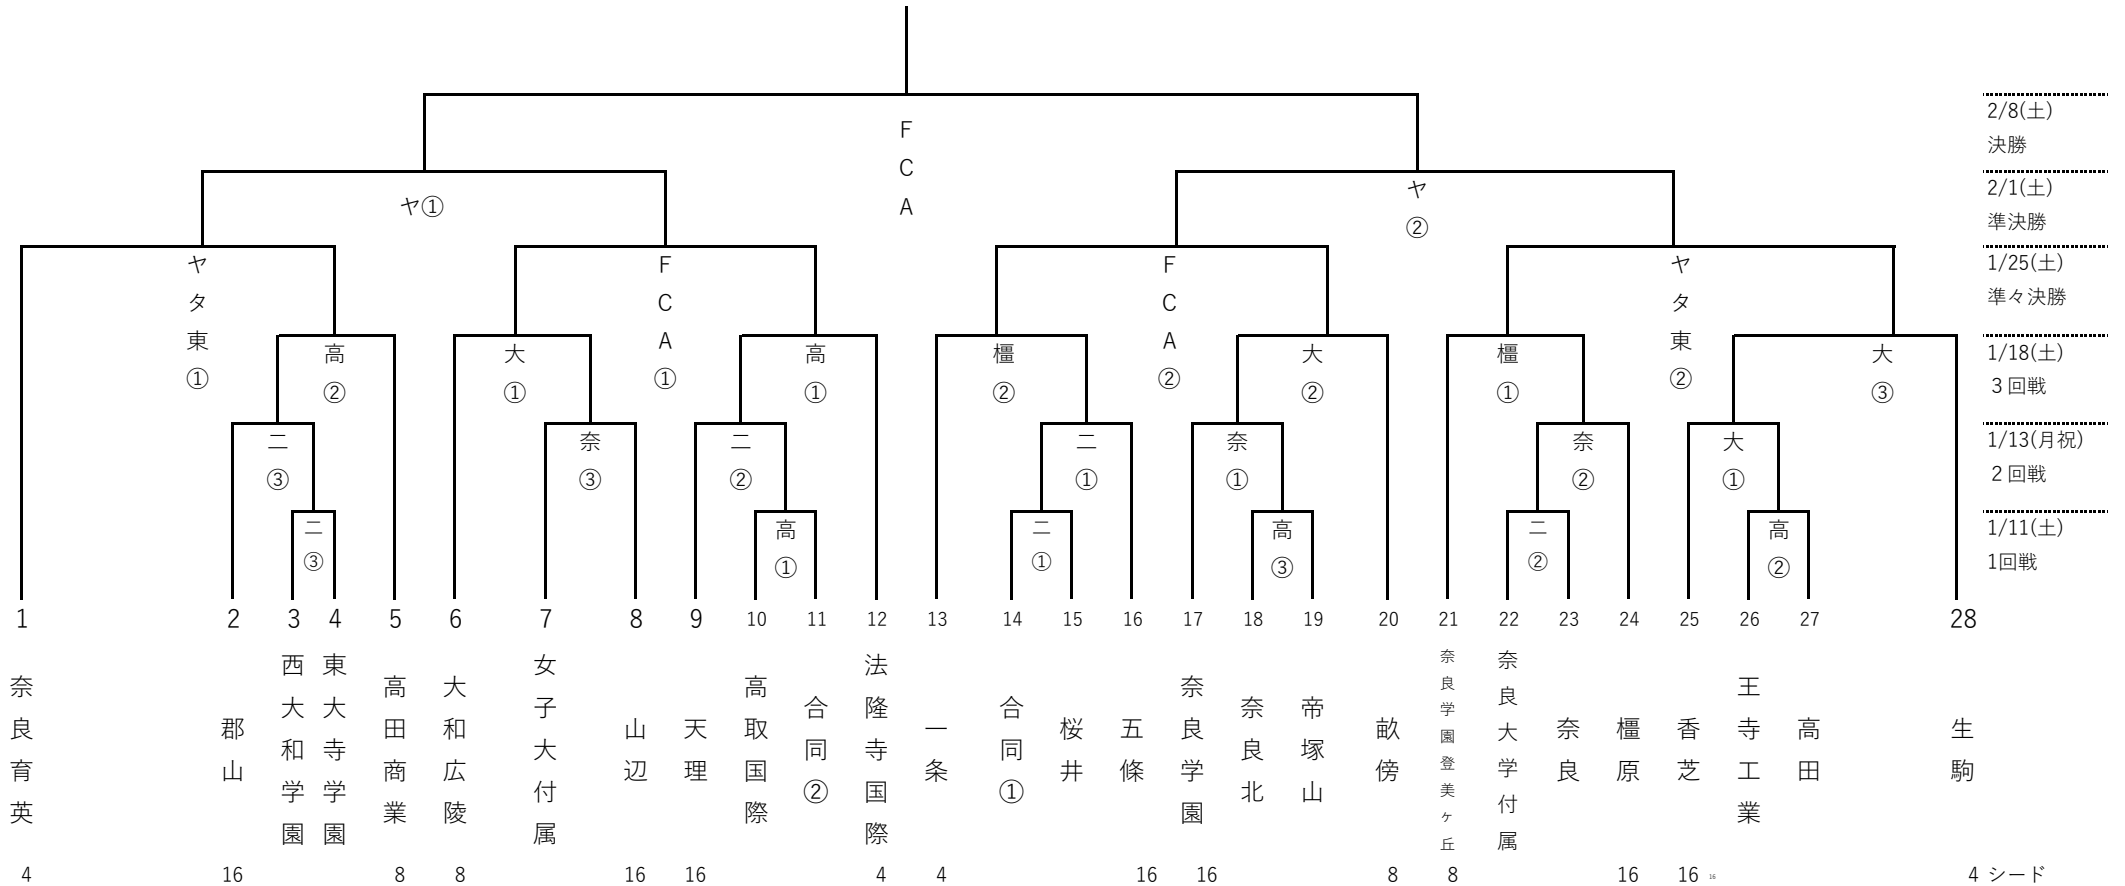 2/8(土)
決勝
FCA
2/1(土)
準決勝
ヤ①
ヤ②
1/25(土)
準々決勝
ヤタ東①
FCA①
FCA②
ヤタ東②
1/18(土)
３回戦
高②
大①
高①
橿②
大②
橿①
大③
1/13(月祝)
２回戦
二③
奈③
二②
二①
奈①
奈②
大①
1/11(土)
1回戦
二③
高①
二①
高③
二②
高②
1
2
3
4
5
6
7
8
9
10
11
12
13
14
15
16
17
18
19
20
21
22
23
24
25
26
27
28
奈良育英
郡山
西大和学園
東大寺学園
高田商業
大和広陵
女子大付属
山辺
天理
高取国際
合同②
法隆寺国際
一条
合同①
桜井
五條
奈良学園
奈良北
帝塚山
畝傍
奈良学園登美ヶ丘
奈良大学付属
奈良
橿原
香芝
王寺工業
高田
生駒
4 16 8 8 16 16 4 4 16 16 8 8 16 16 16 4 シード